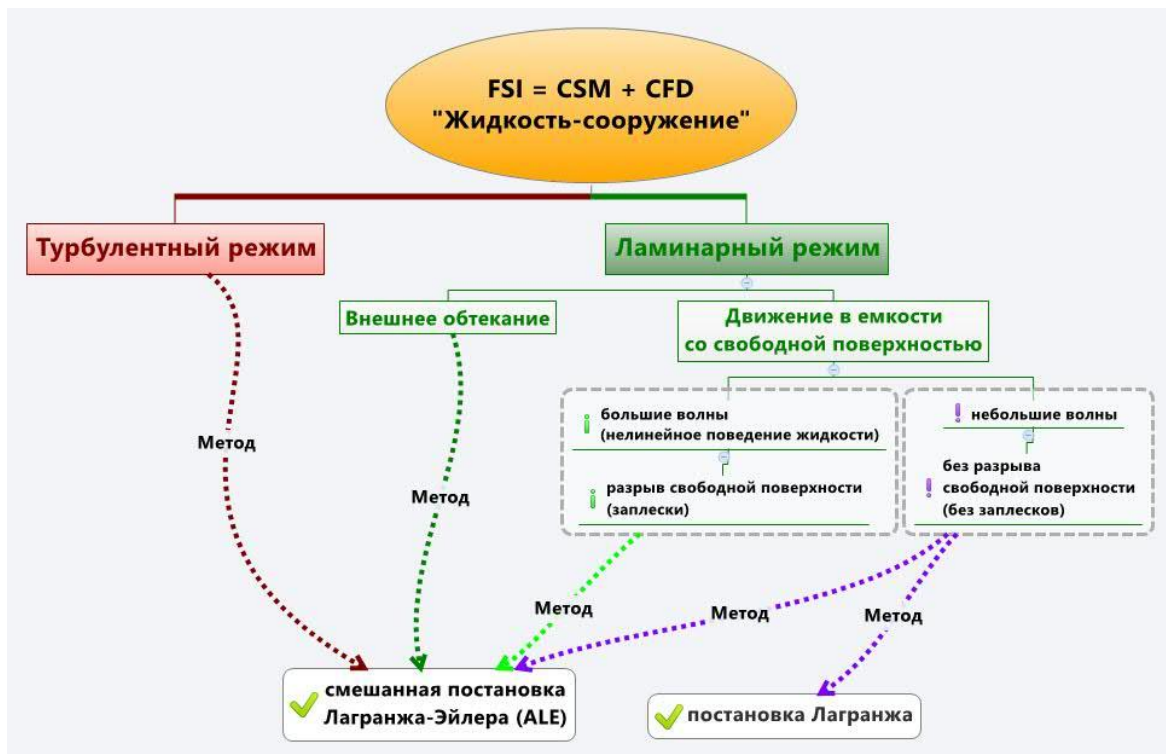 FSI = CSM + CFD
"Жидкость-сооружение"
Турбулентный режим
Ламинарный режим
Внешнее обтекание
Движение в емкости
со свободной поверхностью
большие волны
(нелинейное поведение жидкости)
разрыв свободной поверхности
(заплески)
небольшие волны
без разрыва
свободной поверхности
(без заплесков)
Метод
Метод
Метод
Метод
Метод
смешанная постановка
Лагранжа-Эйлера (ALE)
постановка Лагранжа